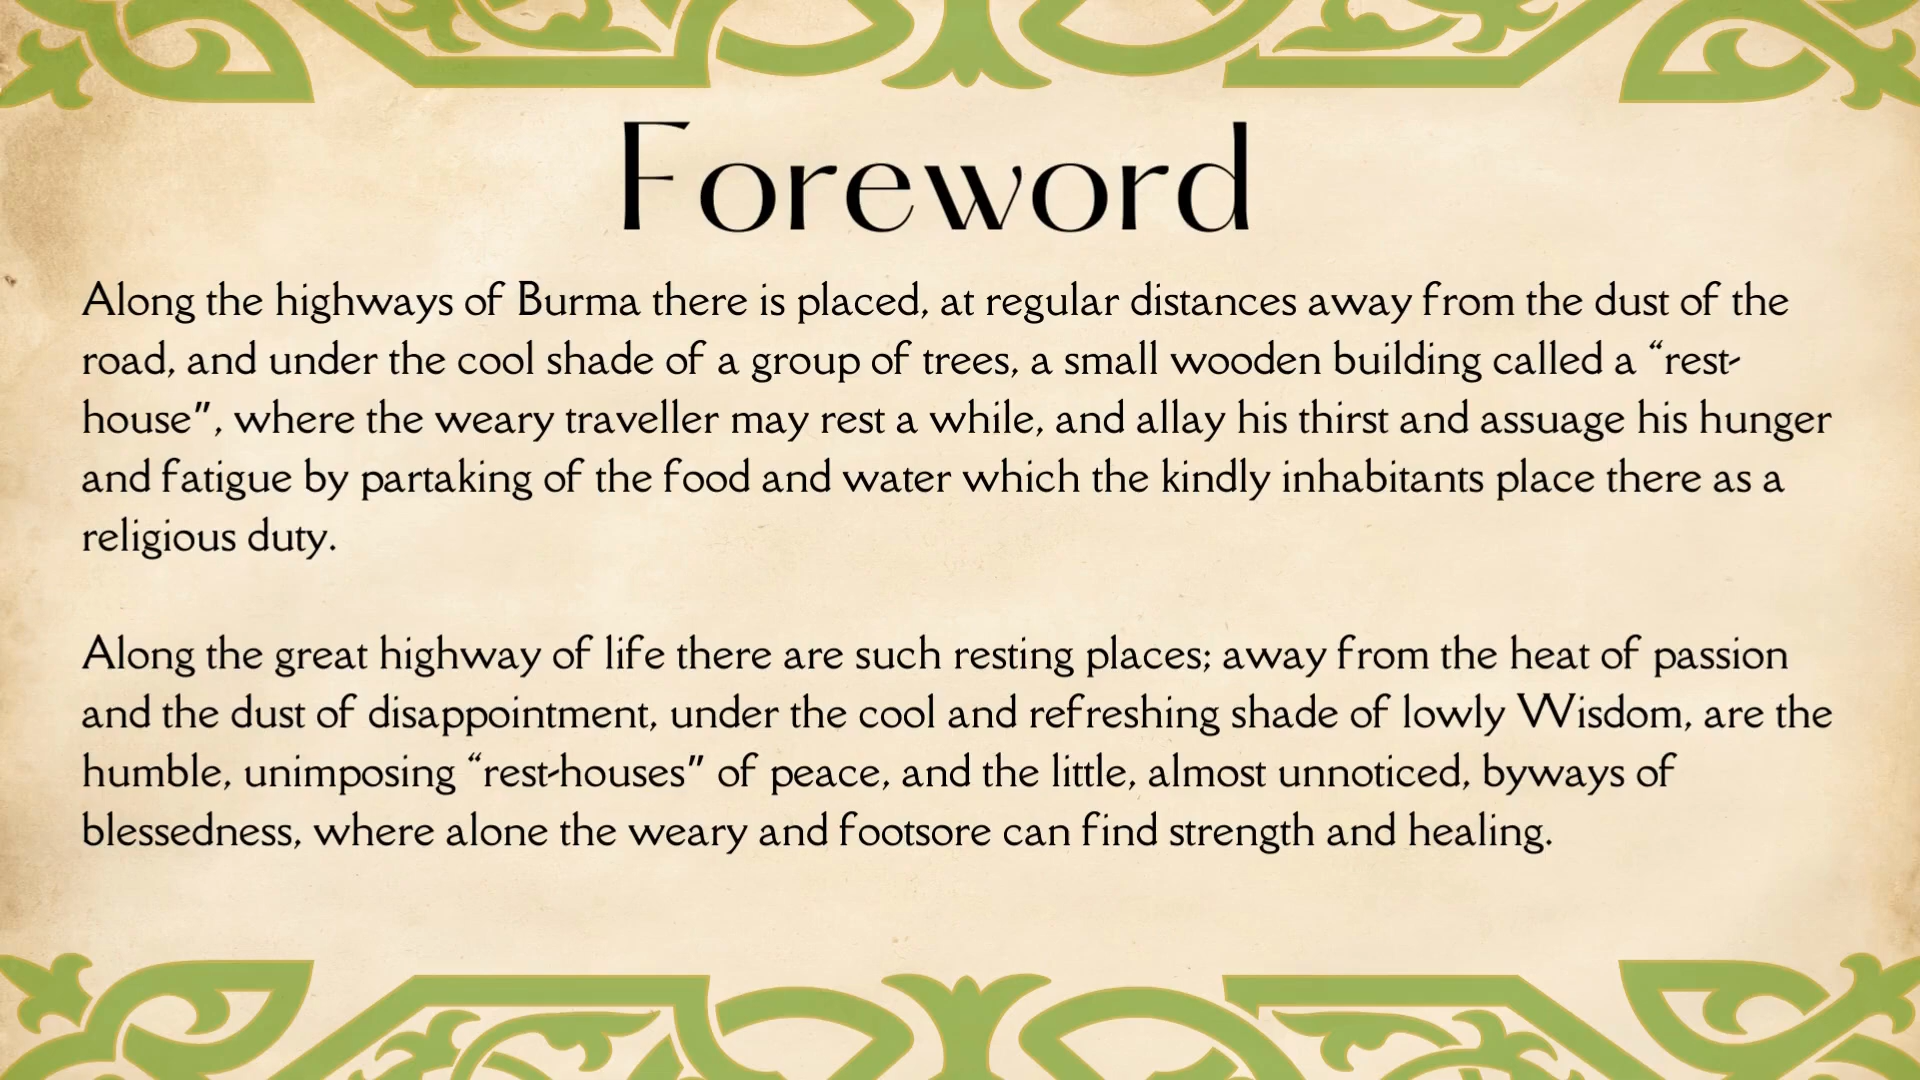 Foreword
Along the highways of Burma there is placed, at regular distances away from the dust of the
road, and under the cool shade of a group of trees, a small wooden building called a “rest-
house”, where the weary traveller may rest a while, and allay his thirst and assuage his hunger
and fatigue by partaking of the food and water which the kindly inhabitants place there as a
religious duty.
Along the great highway of life there are such resting places; away from the heat of passion
and the dust of disappointment, under the cool and refreshing shade of lowly Wisdom, are the
humble, unimposing “rest-houses” of peace, and the little, almost unnoticed, byways of
blessedness, where alone the weary and footsore can find strength and healing.